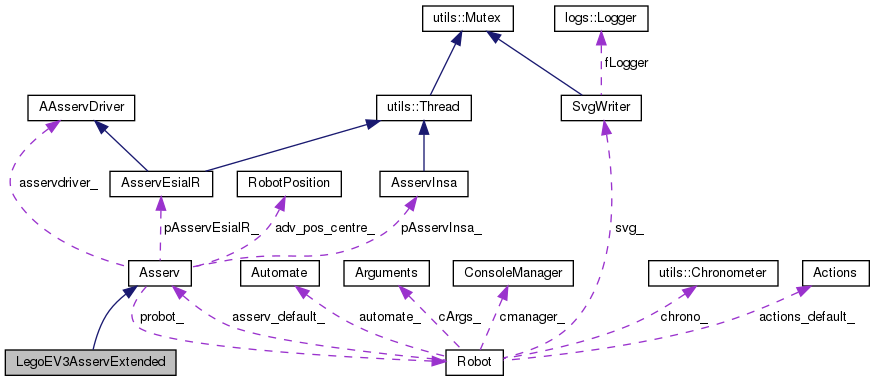 utils::Mutex
logs::Logger
fLogger
AAsservDriver
utils::Thread
SvgWriter
asservdriver_
AsservEsialR
RobotPosition
AsservInsa
pAsservEsialR_
adv_pos_centre_
pAsservInsa_
svg_
Asserv
Automate
Arguments
ConsoleManager
utils::Chronometer
Actions
probot_
asserv_default_
automate_
cArgs_
cmanager_
chrono_
actions_default_
LegoEV3AsservExtended
Robot